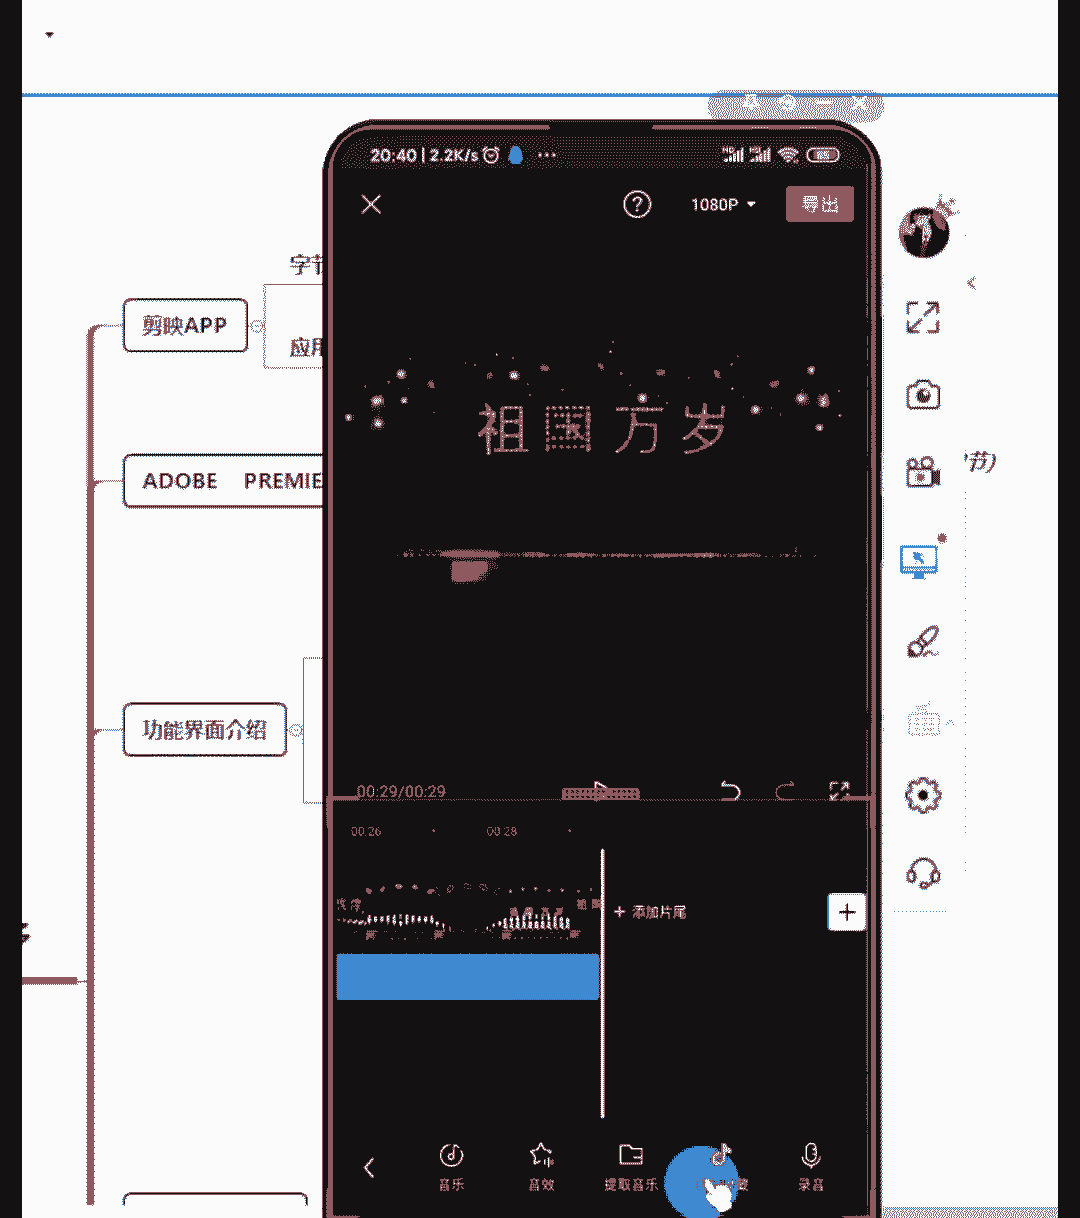 20:40 | 2.2K/s
1080P
导出
字节
剪映APP
应用
祖国万岁
节)
ADOBE PREMIE
功能界面介绍
00:29/00:29
00:26
00:28
+ 添加片尾
音乐
音效
提取音乐
录音